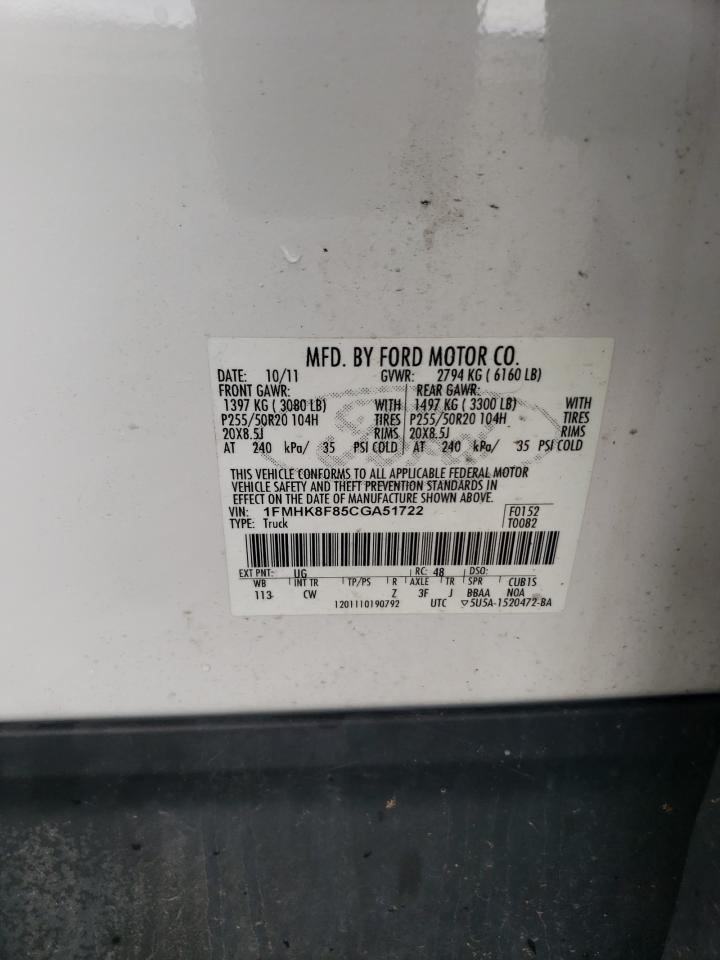 MFD. BY FORD MOTOR CO.
DATE: 10/11 GVWR: 2794 KG ( 6160 LB)
FRONT GAWR: REAR GAWR:
1397 KG ( 3080 LB) WITH 1497 KG ( 3300 LB) WITH
P255/50R20 104H TIRES P255/50R20 104H TIRES
20X8.5J RIMS 20X8.5J RIMS
AT 240 kPa/ 35 PSI COLD AT 240 kPa/ 35 PSI COLD
THIS VEHICLE CONFORMS TO ALL APPLICABLE FEDERAL MOTOR
VEHICLE SAFETY AND THEFT PREVENTION STANDARDS IN
EFFECT ON THE DATE OF MANUFACTURE SHOWN ABOVE.
VIN: 1FMHK8F85CGA51722 F0152
TYPE: Truck T0082
EXT PNT: UG RC: 48 DSO:
WB INT TR TP/PS R AXLE TR SPR CUB1S
113 CW Z 3F J BBAA NOA
1201110190792 UTC ▽5U5A-1520472-BA